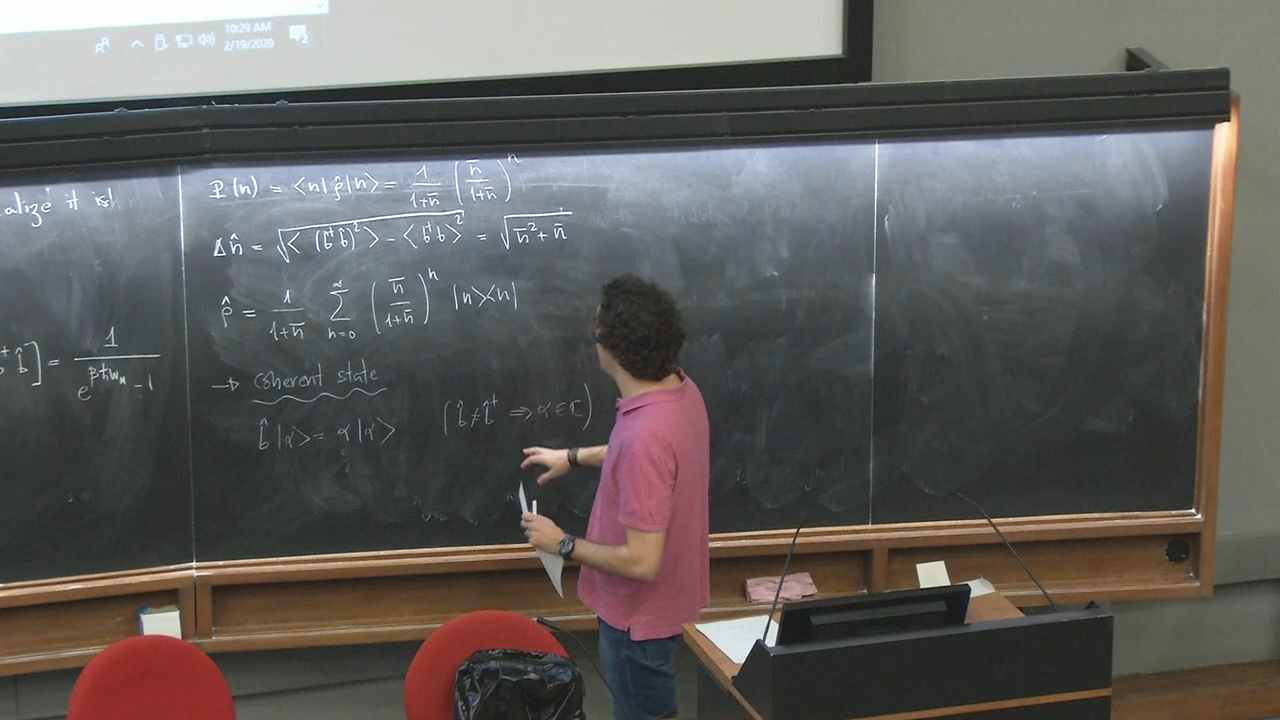 10:29 AM
2/19/2020
2
alize it is
b̂] = 1/(e^{βħω_m} - 1)
P(n) = <n|ρ̂|n> = 1/(1+n̄) (n̄/(1+n̄))^n
Δn̂ = √(<(b̂†b̂)²> - <b̂†b̂>²) = √(n̄² + n̄)
ρ̂ = 1/(1+n̄) ∑_{n=0}^{∞} (n̄/(1+n̄))^n |n><n|
→ Coherent state
b̂|α> = α|α> (b̂≠b̂† ⇒ α∈ℂ)